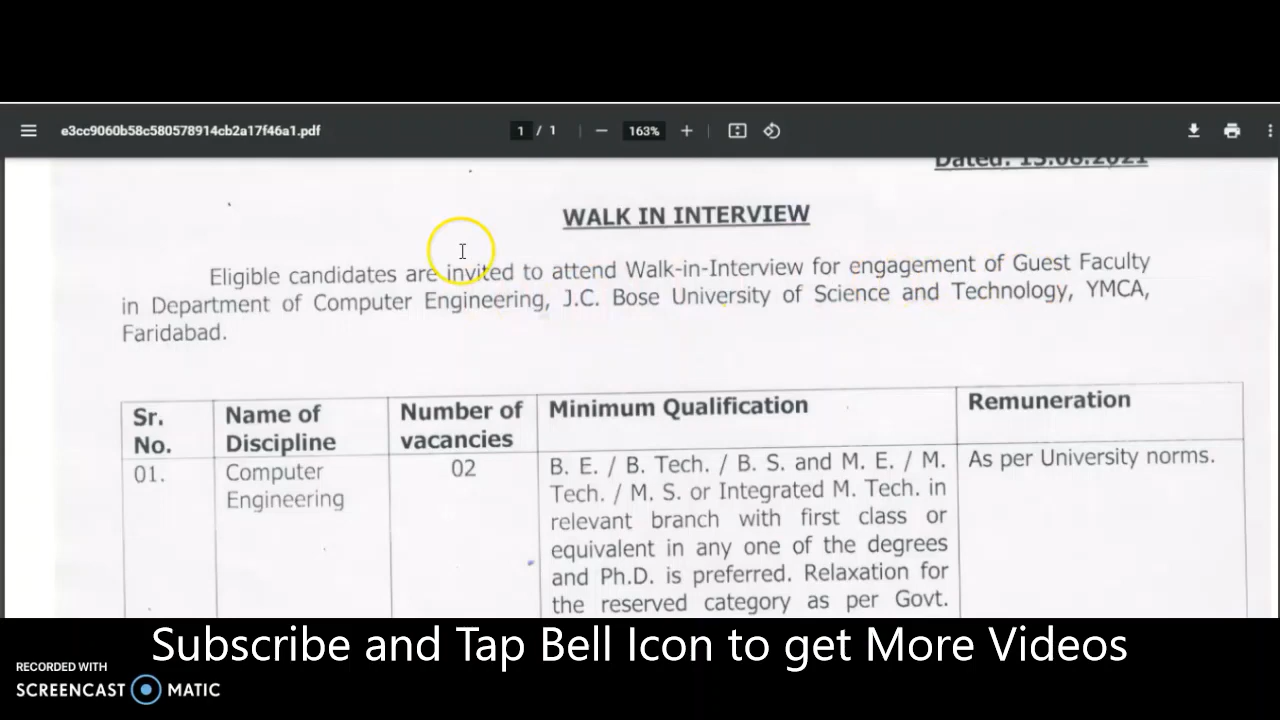 e3cc9060b58c580578914cb2a17f46a1.pdf
1 / 1
163%
Dated: 13.08.2021
WALK IN INTERVIEW
Eligible candidates are invited to attend Walk-in-Interview for engagement of Guest Faculty
in Department of Computer Engineering, J.C. Bose University of Science and Technology, YMCA,
Faridabad.
Sr. No.
Name of Discipline
Number of vacancies
Minimum Qualification
Remuneration
01.
Computer
Engineering
02
B. E. / B. Tech. / B. S. and M. E. / M.
Tech. / M. S. or Integrated M. Tech. in
relevant branch with first class or
equivalent in any one of the degrees
and Ph.D. is preferred. Relaxation for
the reserved category as per Govt.
As per University norms.
Subscribe and Tap Bell Icon to get More Videos
RECORDED WITH
SCREENCAST MATIC